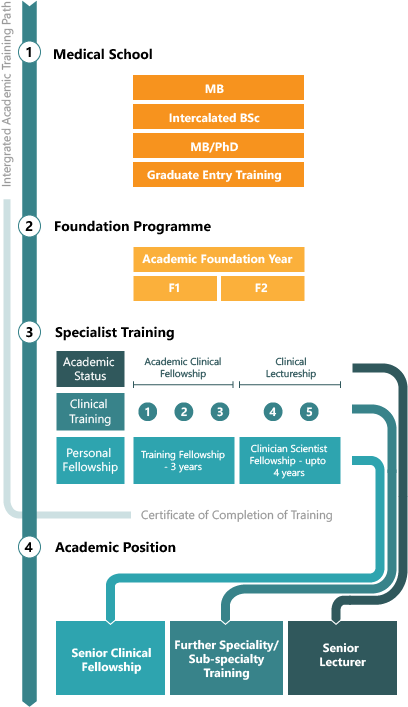 Intergrated Academic Training Path
1 Medical School
MB
Intercalated BSc
MB/PhD
Graduate Entry Training
2 Foundation Programme
Academic Foundation Year
F1 F2
3 Specialist Training
Academic
Status
Academic Clinical
Fellowship
Clinical
Lectureship
Clinical
Training
1 2 3 4 5
Personal
Fellowship
Training Fellowship
- 3 years
Clinician Scientist
Fellowship - upto
4 years
Certificate of Completion of Training
4 Academic Position
Senior Clinical
Fellowship
Further Speciality/
Sub-specialty
Training
Senior
Lecturer